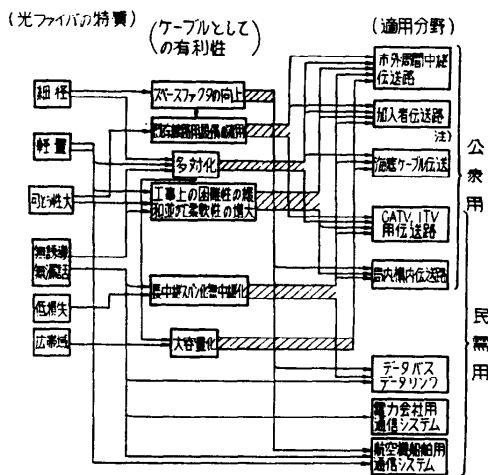 (光ファイバの特質)
(ケーブルとして
の有利性)
(適用分野)
細径
軽量
可とう性大
無誘導
無漏話
低損失
広帯域
スペースファクタの向上
多対化
工事上の困難性の緩
和並びに柔軟性の増大
大容量化
市外局間中継
伝送路
加入者伝送路
注)
海底ケーブル伝送
CATV, ITV
用伝送路
局内構内伝送路
データバス
データリンク
電力会社用
通信システム
航空機船舶用
通信システム
公衆用
民需用